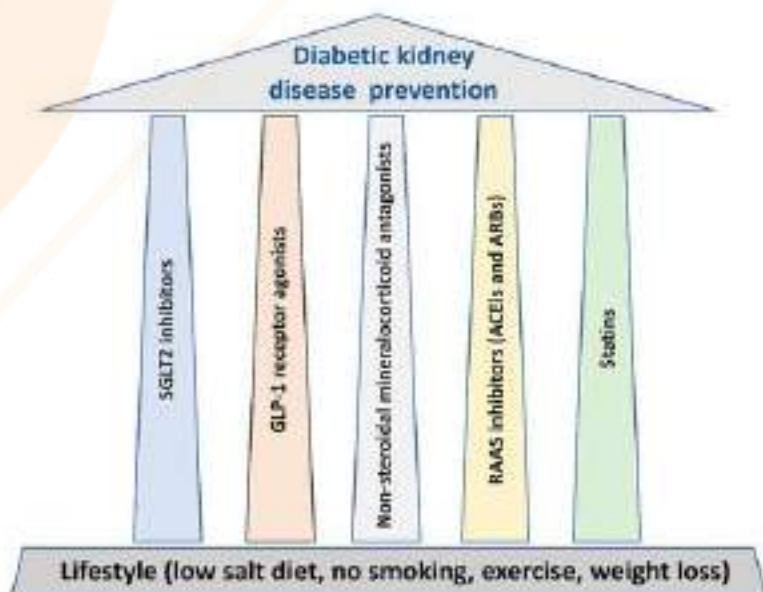 Diabetic kidney
disease prevention
SGLT2 inhibitors
GLP-1 receptor agonists
Non-steroidal mineralocorticoid antagonists
RAAS inhibitors (ACEIs and ARBs)
Statins
Lifestyle (low salt diet, no smoking, exercise, weight loss)